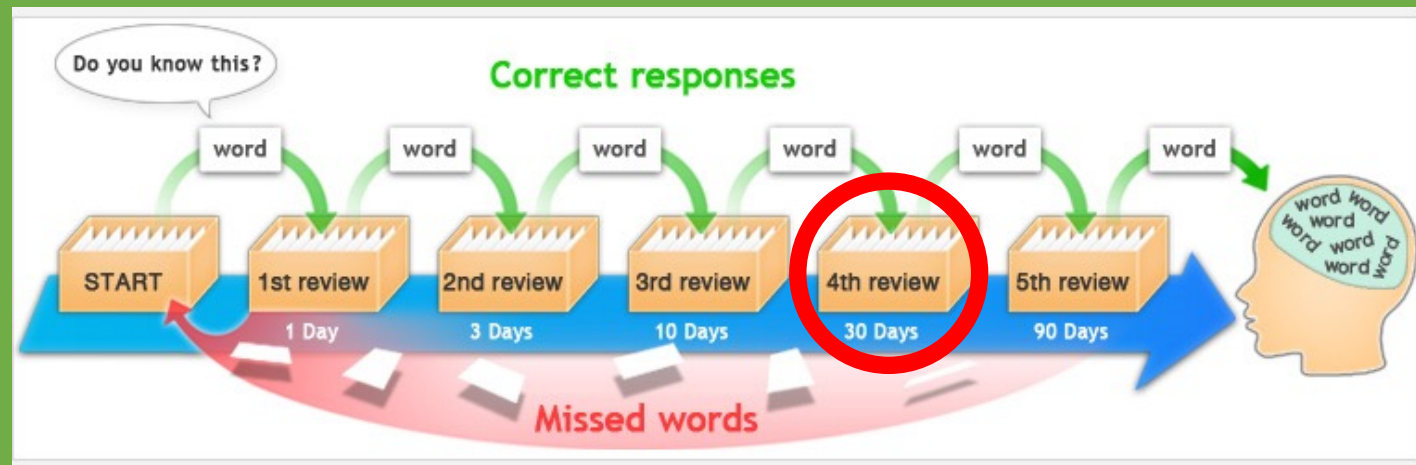 Do you know this?
Correct responses
word word word word word word
START 1st review 2nd review 3rd review 4th review 5th review
1 Day 3 Days 10 Days 30 Days 90 Days
Missed words
word word
word
word word
word word